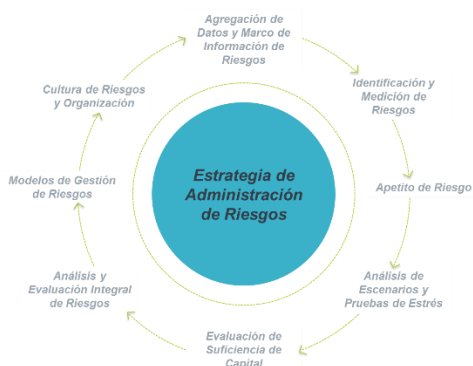 Agregación de
Datos y Marco de
Información de
Riesgos
Identificación y
Medición de
Riesgos
Apetito de Riesgo
Análisis de
Escenarios y
Pruebas de Estrés
Evaluación de
Suficiencia de
Capital
Análisis y
Evaluación Integral
de Riesgos
Modelos de Gestión
de Riesgos
Cultura de Riesgos
y Organización
Estrategia de
Administración
de Riesgos